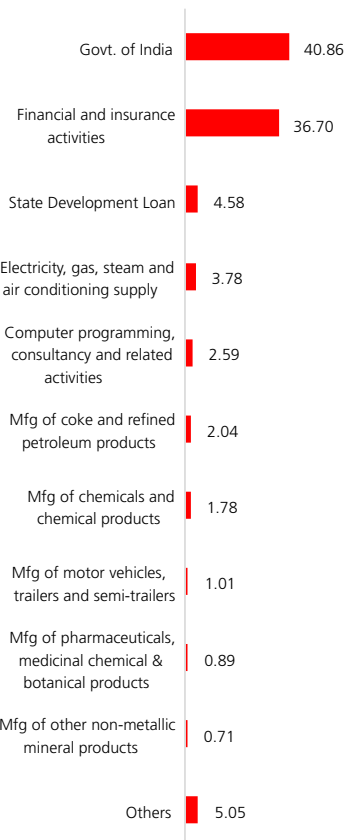 Govt. of India 40.86
Financial and insurance
activities 36.70
State Development Loan 4.58
Electricity, gas, steam and
air conditioning supply 3.78
Computer programming,
consultancy and related 2.59
activities
Mfg of coke and refined
petroleum products 2.04
Mfg of chemicals and
chemical products 1.78
Mfg of motor vehicles,
trailers and semi-trailers 1.01
Mfg of pharmaceuticals,
medicinal chemical & 0.89
botanical products
Mfg of other non-metallic
mineral products 0.71
Others 5.05